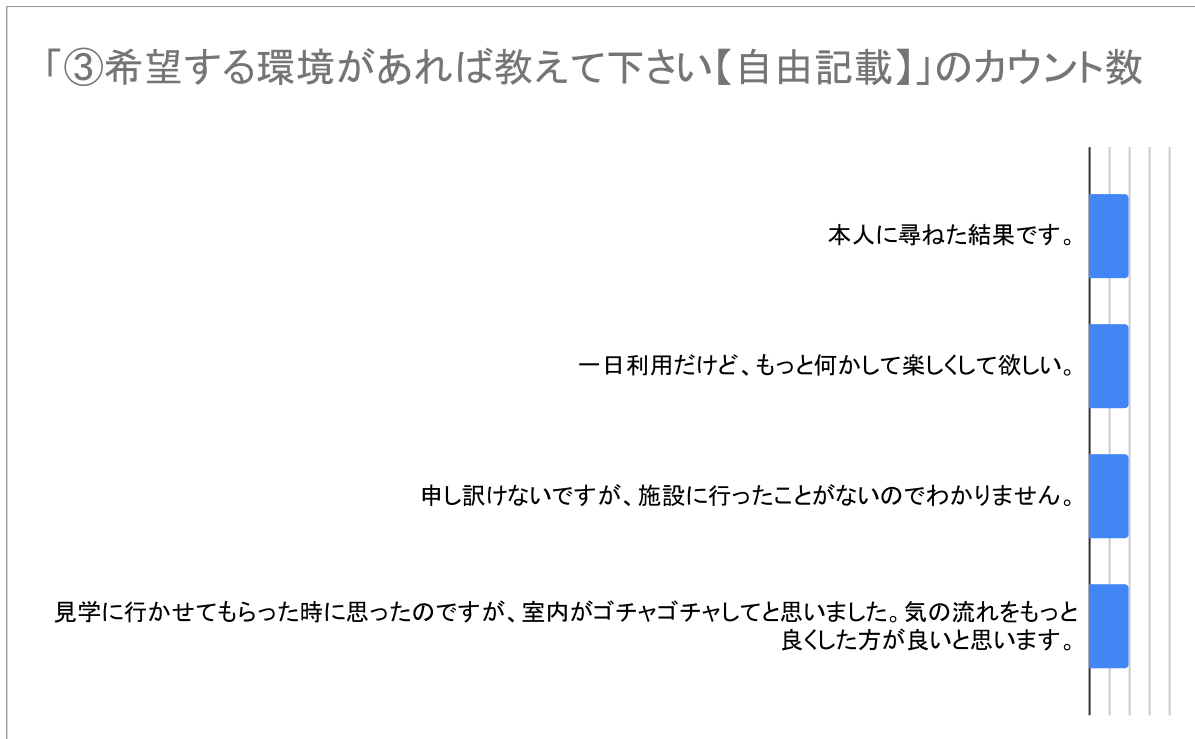 「③希望する環境があれば教えて下さい【自由記載】」のカウント数
本人に尋ねた結果です。
一日利用だけど、もっと何かして楽しくして欲しい。
申し訳けないですが、施設に行ったことがないのでわかりません。
見学に行かせてもらった時に思ったのですが、室内がゴチャゴチャしてと思いました。気の流れをもっと
良くした方が良いと思います。